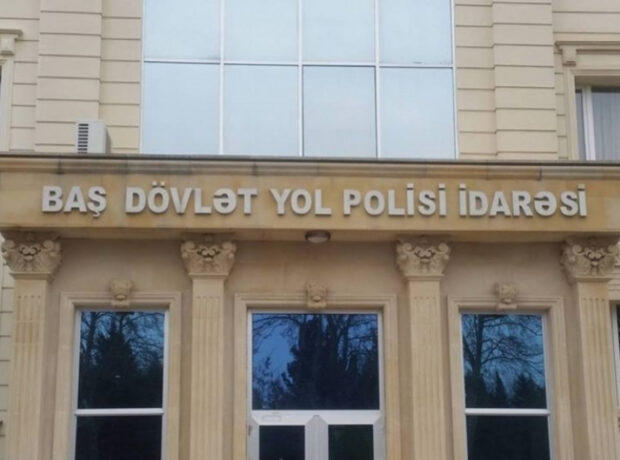 BAŞ DÖVLƏT YOL POLİSİ İDARƏSİ